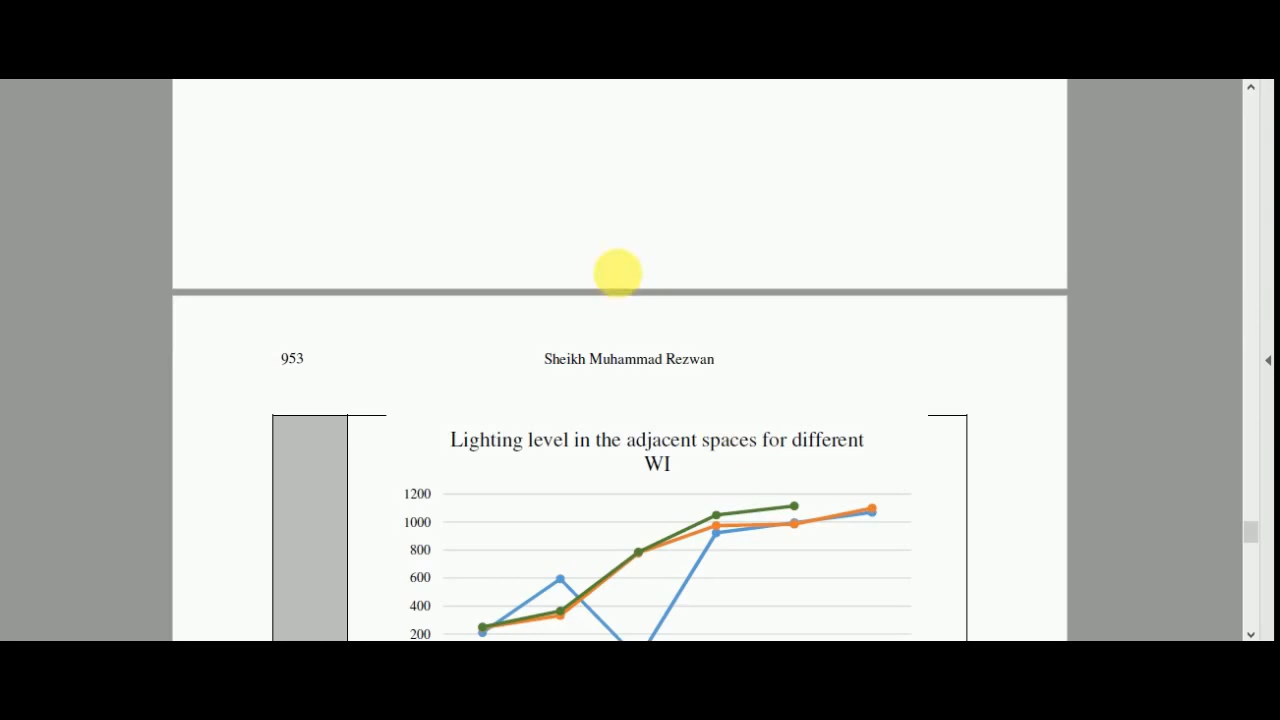 953 Sheikh Muhammad Rezwan
Lighting level in the adjacent spaces for different
WI
1200
1000
800
600
400
200